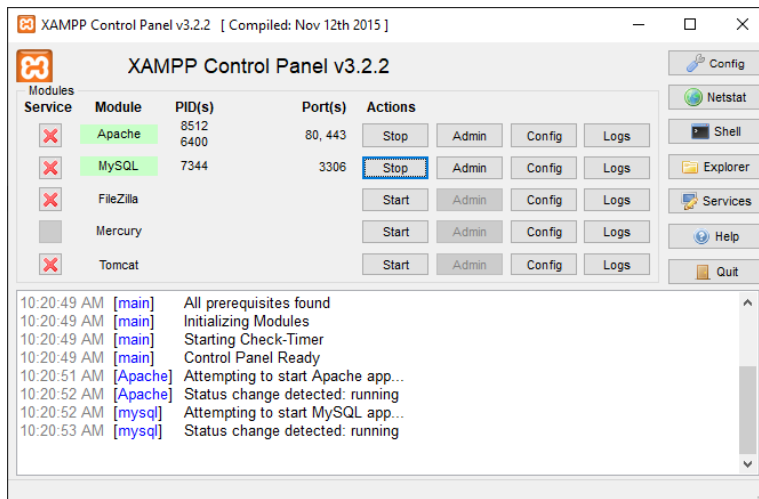 XAMPP Control Panel v3.2.2 [ Compiled: Nov 12th 2015 ]
XAMPP Control Panel v3.2.2
Config
Modules
Service Module PID(s) Port(s) Actions
Netstat
Apache 8512 6400 80, 443 Stop Admin Config Logs
Shell
MySQL 7344 3306 Stop Admin Config Logs
Explorer
FileZilla Start Admin Config Logs
Services
Mercury Start Admin Config Logs
Help
Tomcat Start Admin Config Logs
Quit
10:20:49 AM [main] All prerequisites found
10:20:49 AM [main] Initializing Modules
10:20:49 AM [main] Starting Check-Timer
10:20:49 AM [main] Control Panel Ready
10:20:51 AM [Apache] Attempting to start Apache app...
10:20:52 AM [Apache] Status change detected: running
10:20:52 AM [mysql] Attempting to start MySQL app...
10:20:53 AM [mysql] Status change detected: running